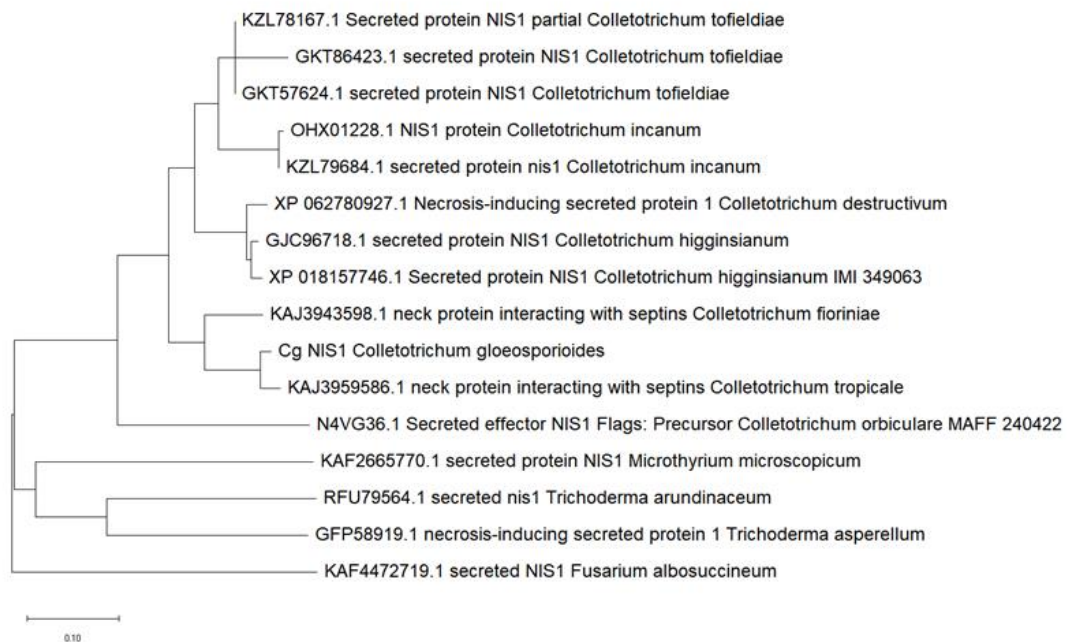 KZL78167.1 Secreted protein NIS1 partial Colletotrichum tofieldiae
GKT86423.1 secreted protein NIS1 Colletotrichum tofieldiae
GKT57624.1 secreted protein NIS1 Colletotrichum tofieldiae
OHX01228.1 NIS1 protein Colletotrichum incanum
KZL79684.1 secreted protein nis1 Colletotrichum incanum
XP 062780927.1 Necrosis-inducing secreted protein 1 Colletotrichum destructivum
GJC96718.1 secreted protein NIS1 Colletotrichum higginsianum
XP 018157746.1 Secreted protein NIS1 Colletotrichum higginsianum IMI 349063
KAJ3943598.1 neck protein interacting with septins Colletotrichum fioriniae
Cg NIS1 Colletotrichum gloeosporioides
KAJ3959586.1 neck protein interacting with septins Colletotrichum tropicale
N4VG36.1 Secreted effector NIS1 Flags: Precursor Colletotrichum orbiculare MAFF 240422
KAF2665770.1 secreted protein NIS1 Microthyrium microscopicum
RFU79564.1 secreted nis1 Trichoderma arundinaceum
GFP58919.1 necrosis-inducing secreted protein 1 Trichoderma asperellum
KAF4472719.1 secreted NIS1 Fusarium albosuccineum
0.10